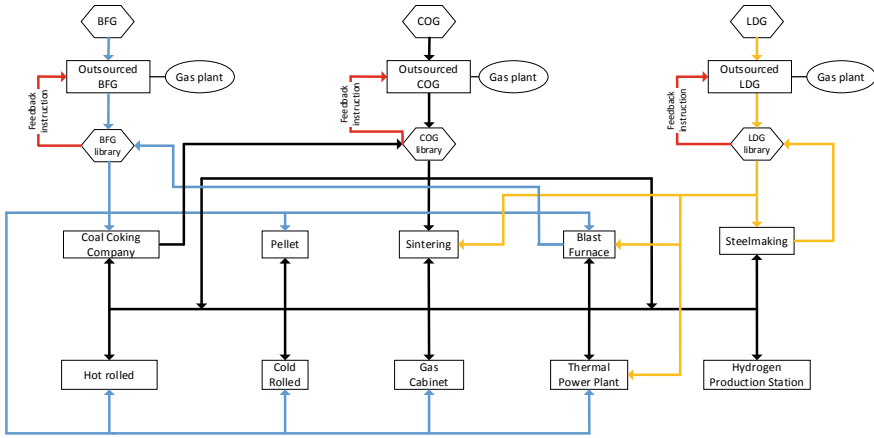 BFG
COG
LDG
Outsourced
BFG
Gas plant
Outsourced
COG
Gas plant
Outsourced
LDG
Gas plant
Feedback
instruction
Feedback
instruction
Feedback
instruction
BFG
library
COG
library
LDG
library
Coal Coking
Company
Pellet
Sintering
Blast
Furnace
Steelmaking
Hot rolled
Cold
Rolled
Gas
Cabinet
Thermal
Power Plant
Hydrogen
Production Station